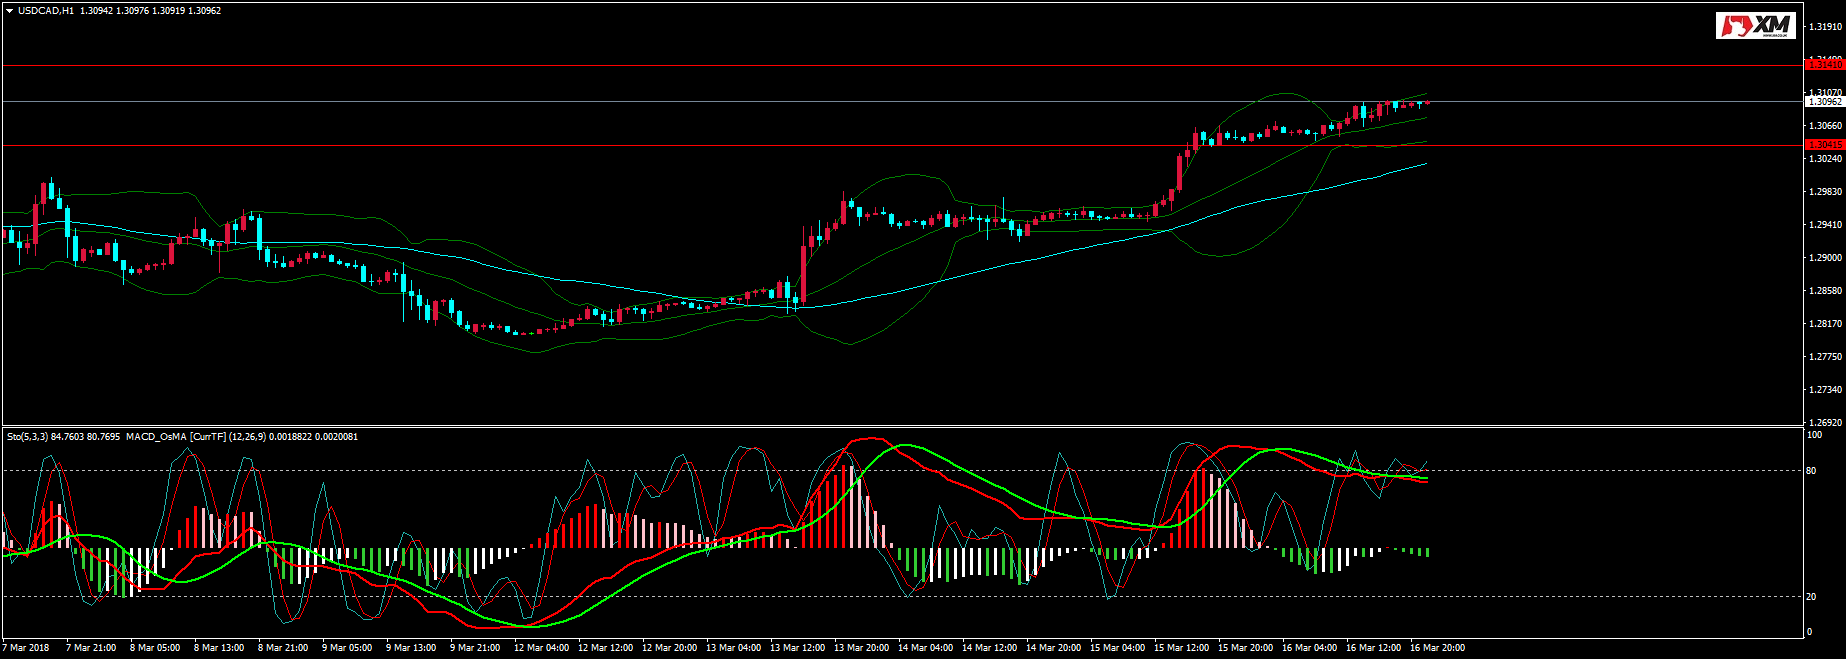 USDCAD,H1 1.30942 1.30976 1.30919 1.30962
XM
1.31910
1.31410
1.31070
1.30962
1.30660
1.30415
1.30240
1.29830
1.29410
1.29000
1.28580
1.28170
1.27750
1.27340
1.26920
Sto(5,3,3) 84.7603 80.7695 MACD_OsMA [CurrTF] (12,26,9) 0.0018822 0.0020081
100
80
20
0
7 Mar 2018
7 Mar 21:00
8 Mar 05:00
8 Mar 13:00
8 Mar 21:00
9 Mar 05:00
9 Mar 13:00
9 Mar 21:00
12 Mar 04:00
12 Mar 12:00
12 Mar 20:00
13 Mar 04:00
13 Mar 12:00
13 Mar 20:00
14 Mar 04:00
14 Mar 12:00
14 Mar 20:00
15 Mar 04:00
15 Mar 12:00
15 Mar 20:00
16 Mar 04:00
16 Mar 12:00
16 Mar 20:00